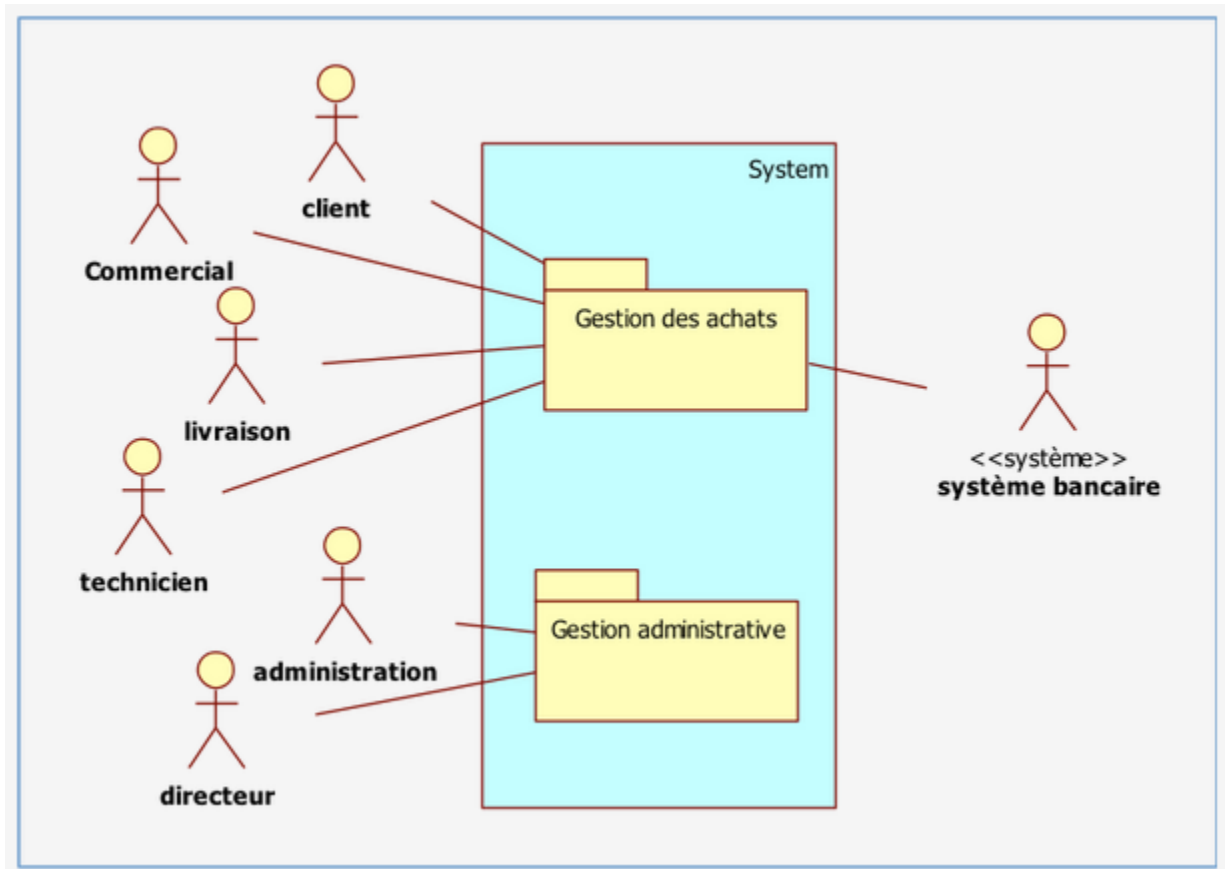 System
client
Commercial
Gestion des achats
livraison
<<système>>
système bancaire
technicien
Gestion administrative
administration
directeur